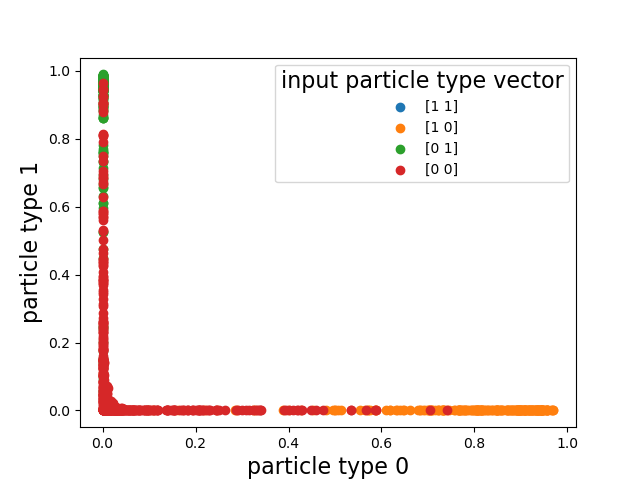 input particle type vector
[1 1]
[1 0]
[0 1]
[0 0]
particle type 1
1.0
0.8
0.6
0.4
0.2
0.0
0.0 0.2 0.4 0.6 0.8 1.0
particle type 0